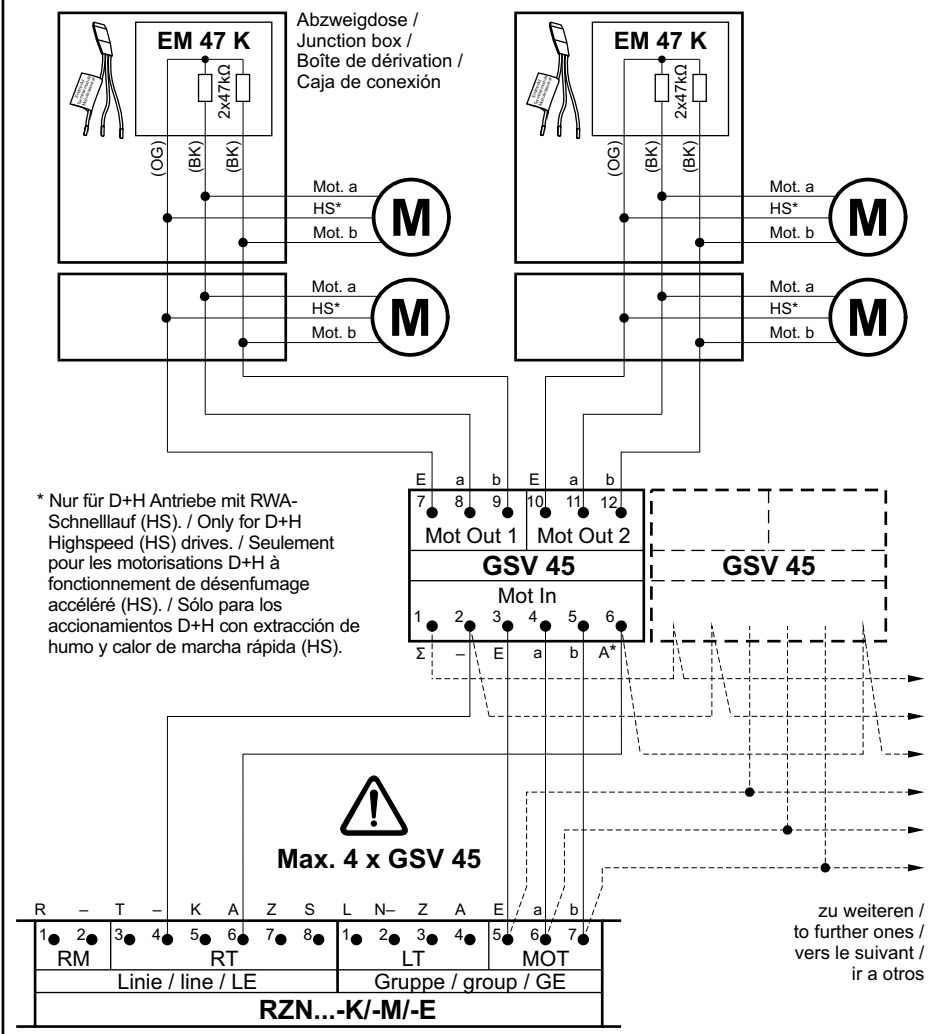 EM 47 K
2x47kΩ
(OG)
(BK)
(BK)
Abzweigdose /
Junction box /
Boîte de dérivation /
Caja de conexión
EM 47 K
2x47kΩ
(OG)
(BK)
(BK)
Mot. a
HS*
Mot. b
M
Mot. a
HS*
Mot. b
M
Mot. a
HS*
Mot. b
M
Mot. a
HS*
Mot. b
M
* Nur für D+H Antriebe mit RWA-
Schnelllauf (HS). / Only for D+H
Highspeed (HS) drives. / Seulement
pour les motorisations D+H à
fonctionnement de désenfumage
accéléré (HS). / Sólo para los
accionamientos D+H con extracción de
humo y calor de marcha rápida (HS).
E a b E a b
7 8 9 10 11 12
Mot Out 1 Mot Out 2
GSV 45
Mot In
1 2 3 4 5 6
Σ – E a b A*
GSV 45
Max. 4 x GSV 45
R – T – K A Z S L N– Z A E a b
1 2 3 4 5 6 7 8 1 2 3 4 5 6 7
RM RT LT MOT
Linie / line / LE Gruppe / group / GE
RZN...-K/-M/-E
zu weiteren /
to further ones /
vers le suivant /
ir a otros